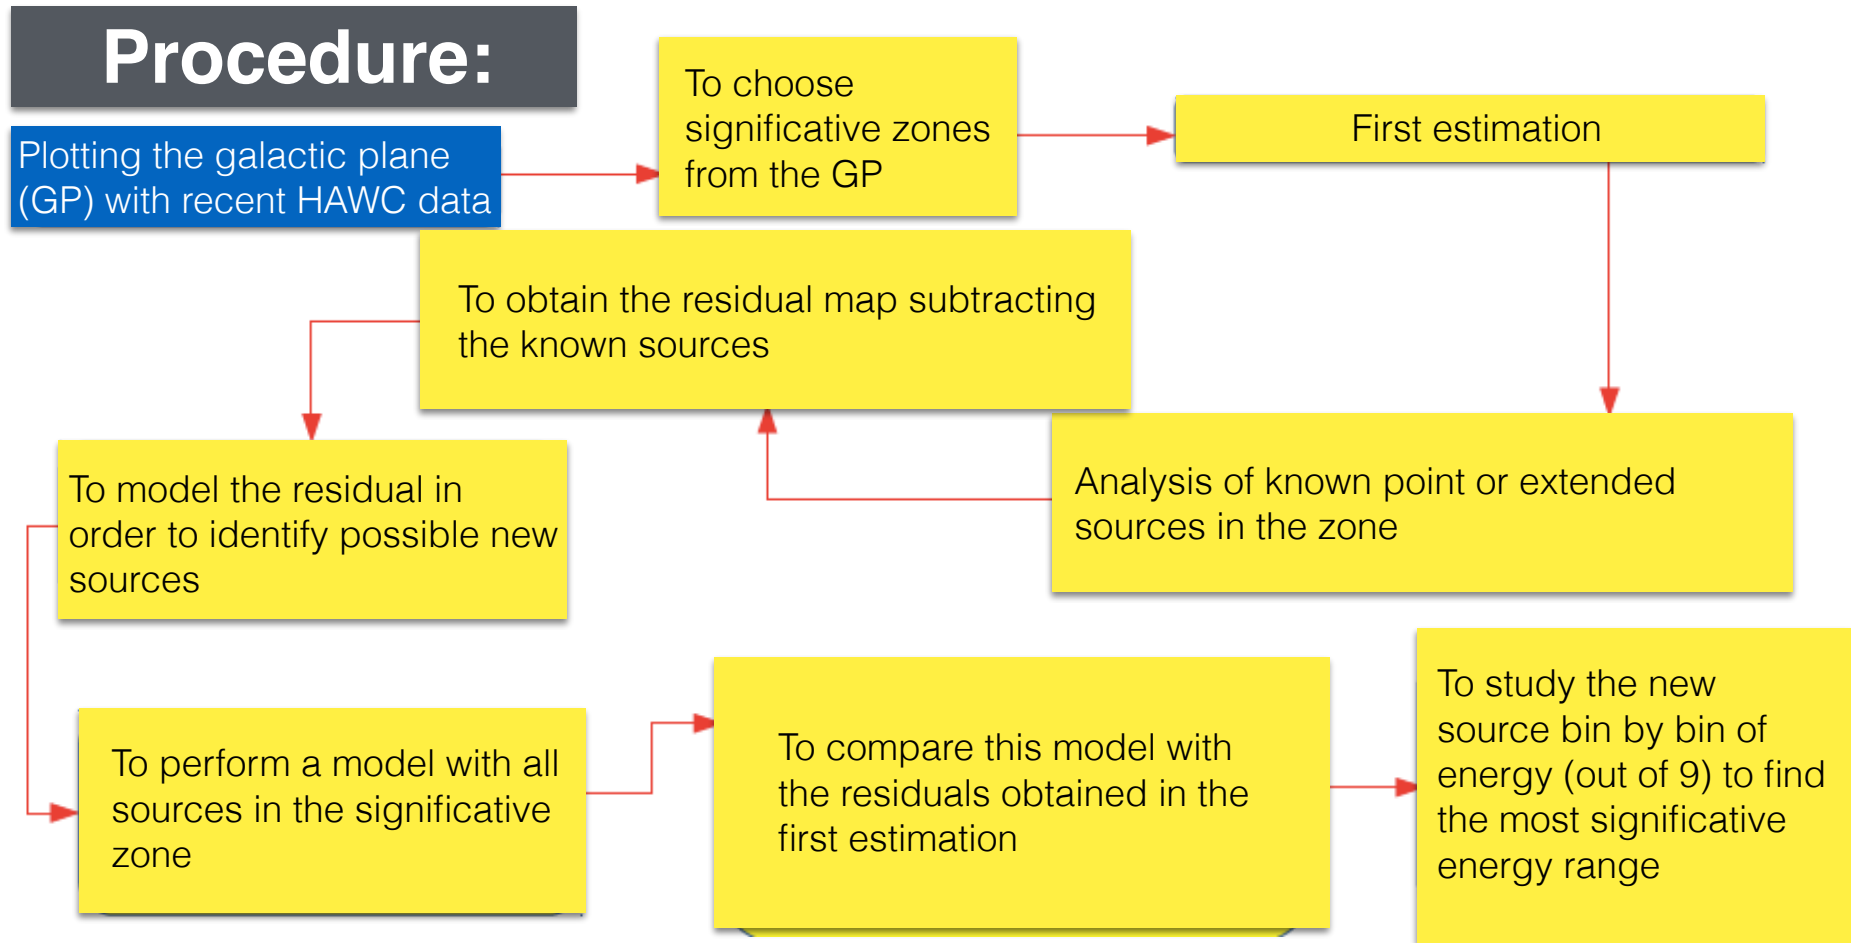 Procedure:
Plotting the galactic plane
(GP) with recent HAWC data
To choose
significative zones
from the GP
First estimation
To obtain the residual map subtracting
the known sources
Analysis of known point or extended
sources in the zone
To model the residual in
order to identify possible new
sources
To perform a model with all
sources in the significative
zone
To compare this model with
the residuals obtained in the
first estimation
To study the new
source bin by bin of
energy (out of 9) to find
the most significative
energy range